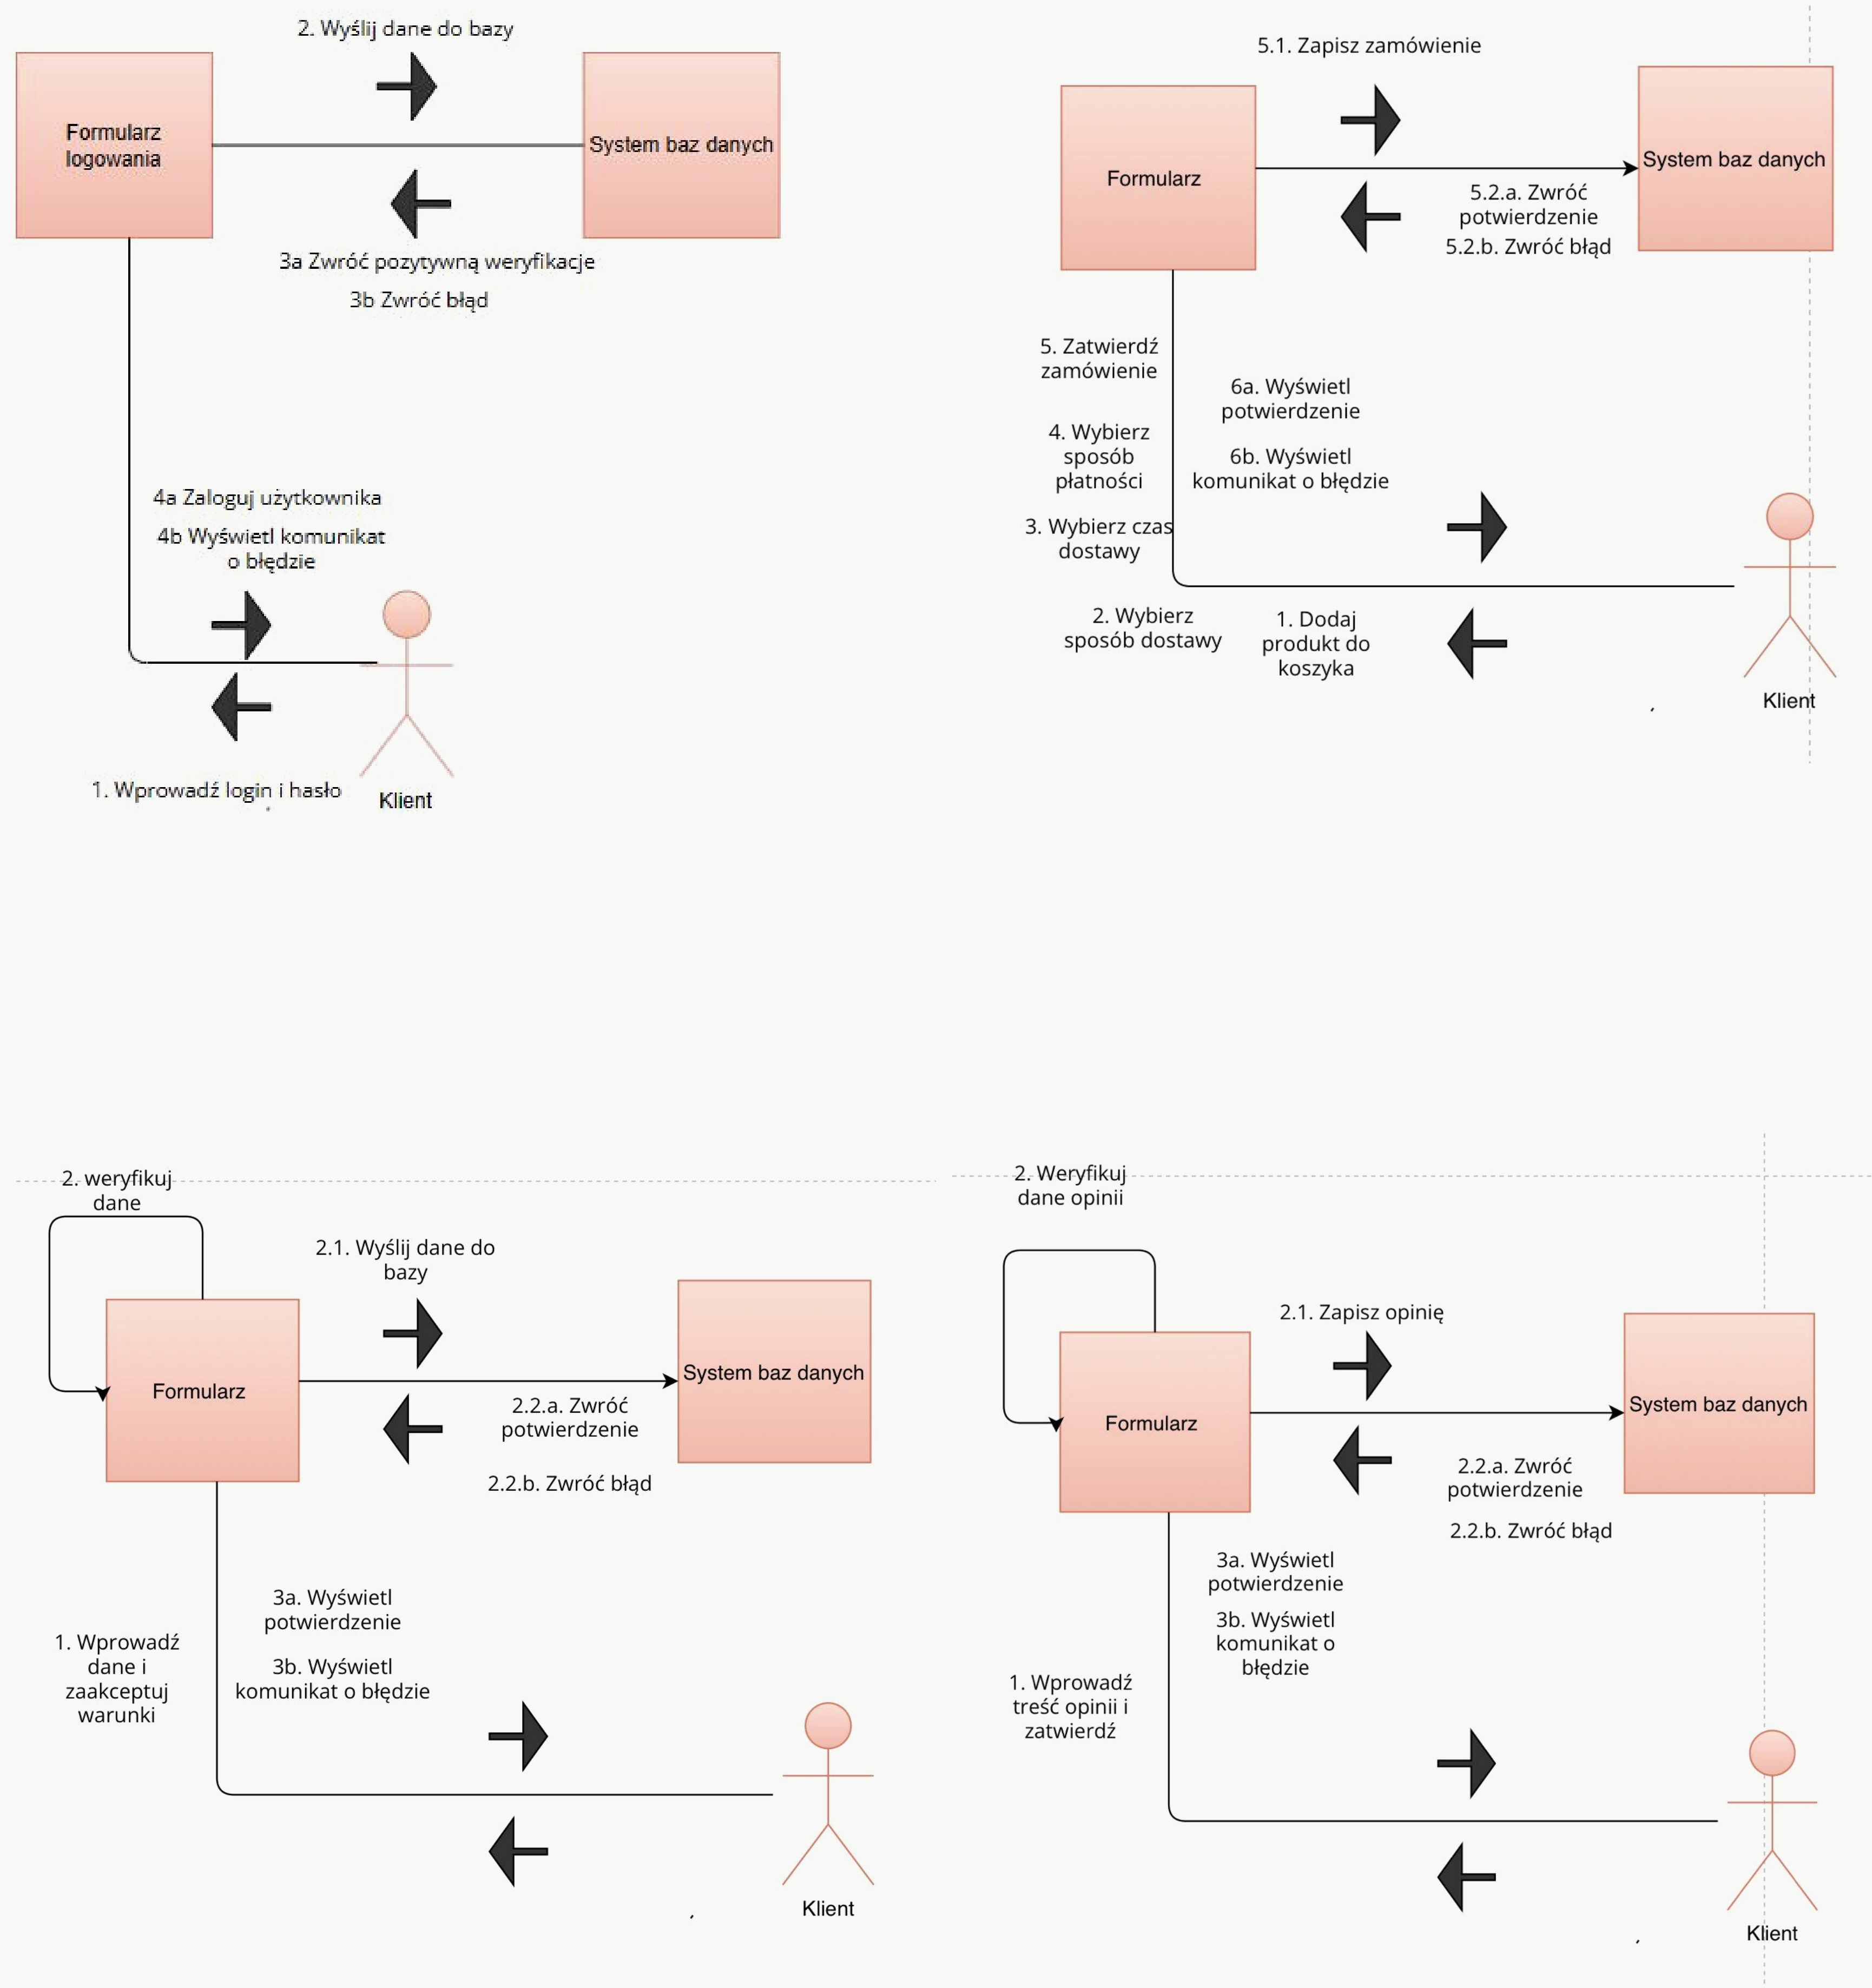 2. Wyślij dane do bazy
Formularz
logowania
System baz danych
3a Zwróć pozytywną weryfikacje
3b Zwróć błąd
4a Zaloguj użytkownika
4b Wyświetl komunikat
o błędzie
1. Wprowadź login i hasło
Klient
5.1. Zapisz zamówienie
Formularz
System baz danych
5.2.a. Zwróć
potwierdzenie
5.2.b. Zwróć błąd
5. Zatwierdź
zamówienie
6a. Wyświetl
potwierdzenie
4. Wybierz
sposób
płatności
6b. Wyświetl
komunikat o błędzie
3. Wybierz czas
dostawy
2. Wybierz
sposób dostawy
1. Dodaj
produkt do
koszyka
Klient
2. weryfikuj
dane
2.1. Wyślij dane do
bazy
Formularz
System baz danych
2.2.a. Zwróć
potwierdzenie
2.2.b. Zwróć błąd
3a. Wyświetl
potwierdzenie
1. Wprowadź
dane i
zaakceptuj
warunki
3b. Wyświetl
komunikat o błędzie
Klient
2. Weryfikuj
dane opinii
2.1. Zapisz opinię
Formularz
System baz danych
2.2.a. Zwróć
potwierdzenie
2.2.b. Zwróć błąd
3a. Wyświetl
potwierdzenie
3b. Wyświetl
komunikat o
błędzie
1. Wprowadź
treść opinii i
zatwierdź
Klient